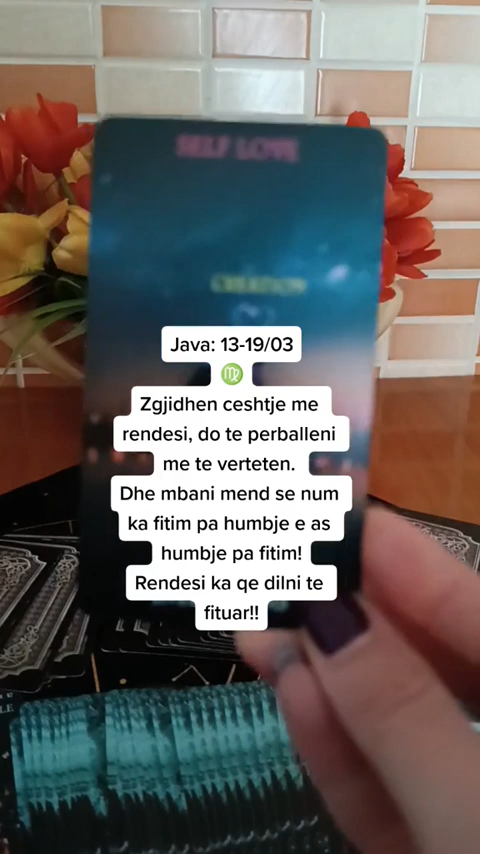 SELF LOVE
CREATION
Java: 13-19/03
♍
Zgjidhen ceshtje me
rendesi, do te perballeni
me te verteten.
Dhe mbani mend se num
ka fitim pa humbje e as
humbje pa fitim!
Rendesi ka qe dilni te
fituar!!